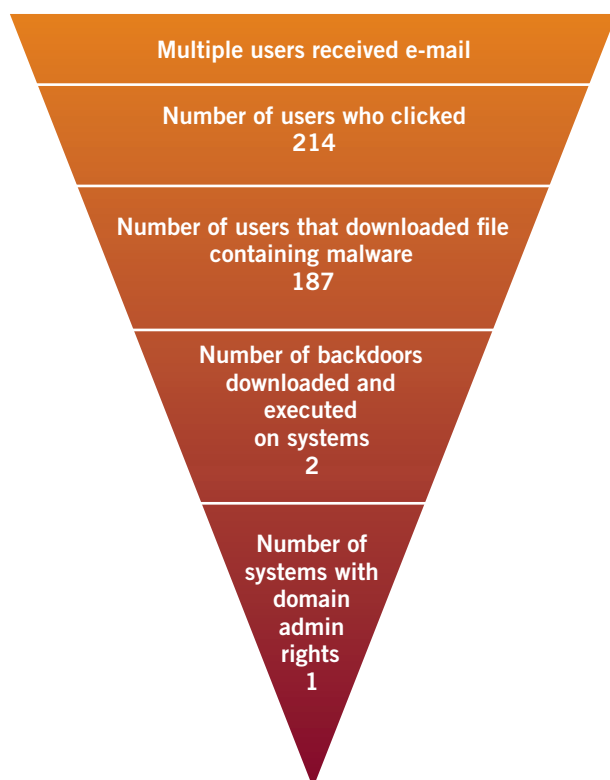 Multiple users received e-mail
Number of users who clicked
214
Number of users that downloaded file
containing malware
187
Number of backdoors
downloaded and
executed
on systems
2
Number of
systems with
domain
admin
rights
1